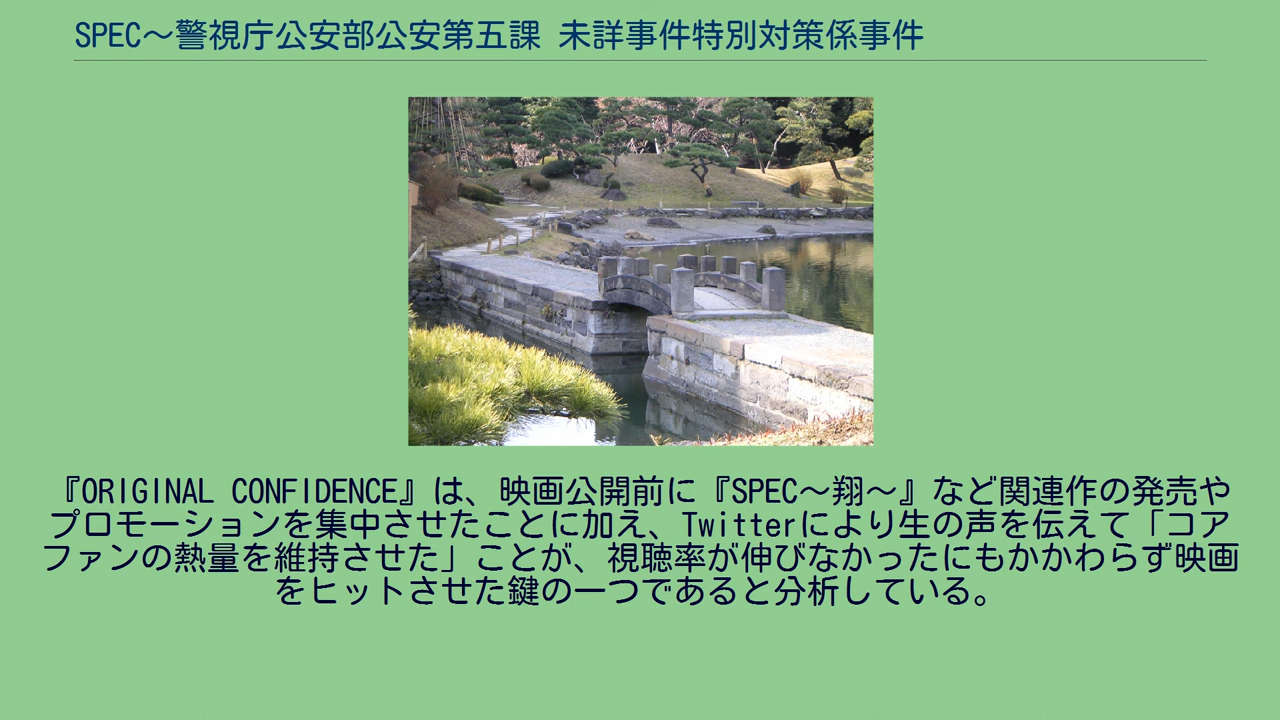 SPEC〜警視庁公安部公安第五課 未詳事件特別対策係事件
『ORIGINAL CONFIDENCE』は、映画公開前に『SPEC〜翔〜』など関連作の発売や
プロモーションを集中させたことに加え、Twitterにより生の声を伝えて「コア
ファンの熱量を維持させた」ことが、視聴率が伸びなかったにもかかわらず映画
をヒットさせた鍵の一つであると分析している。